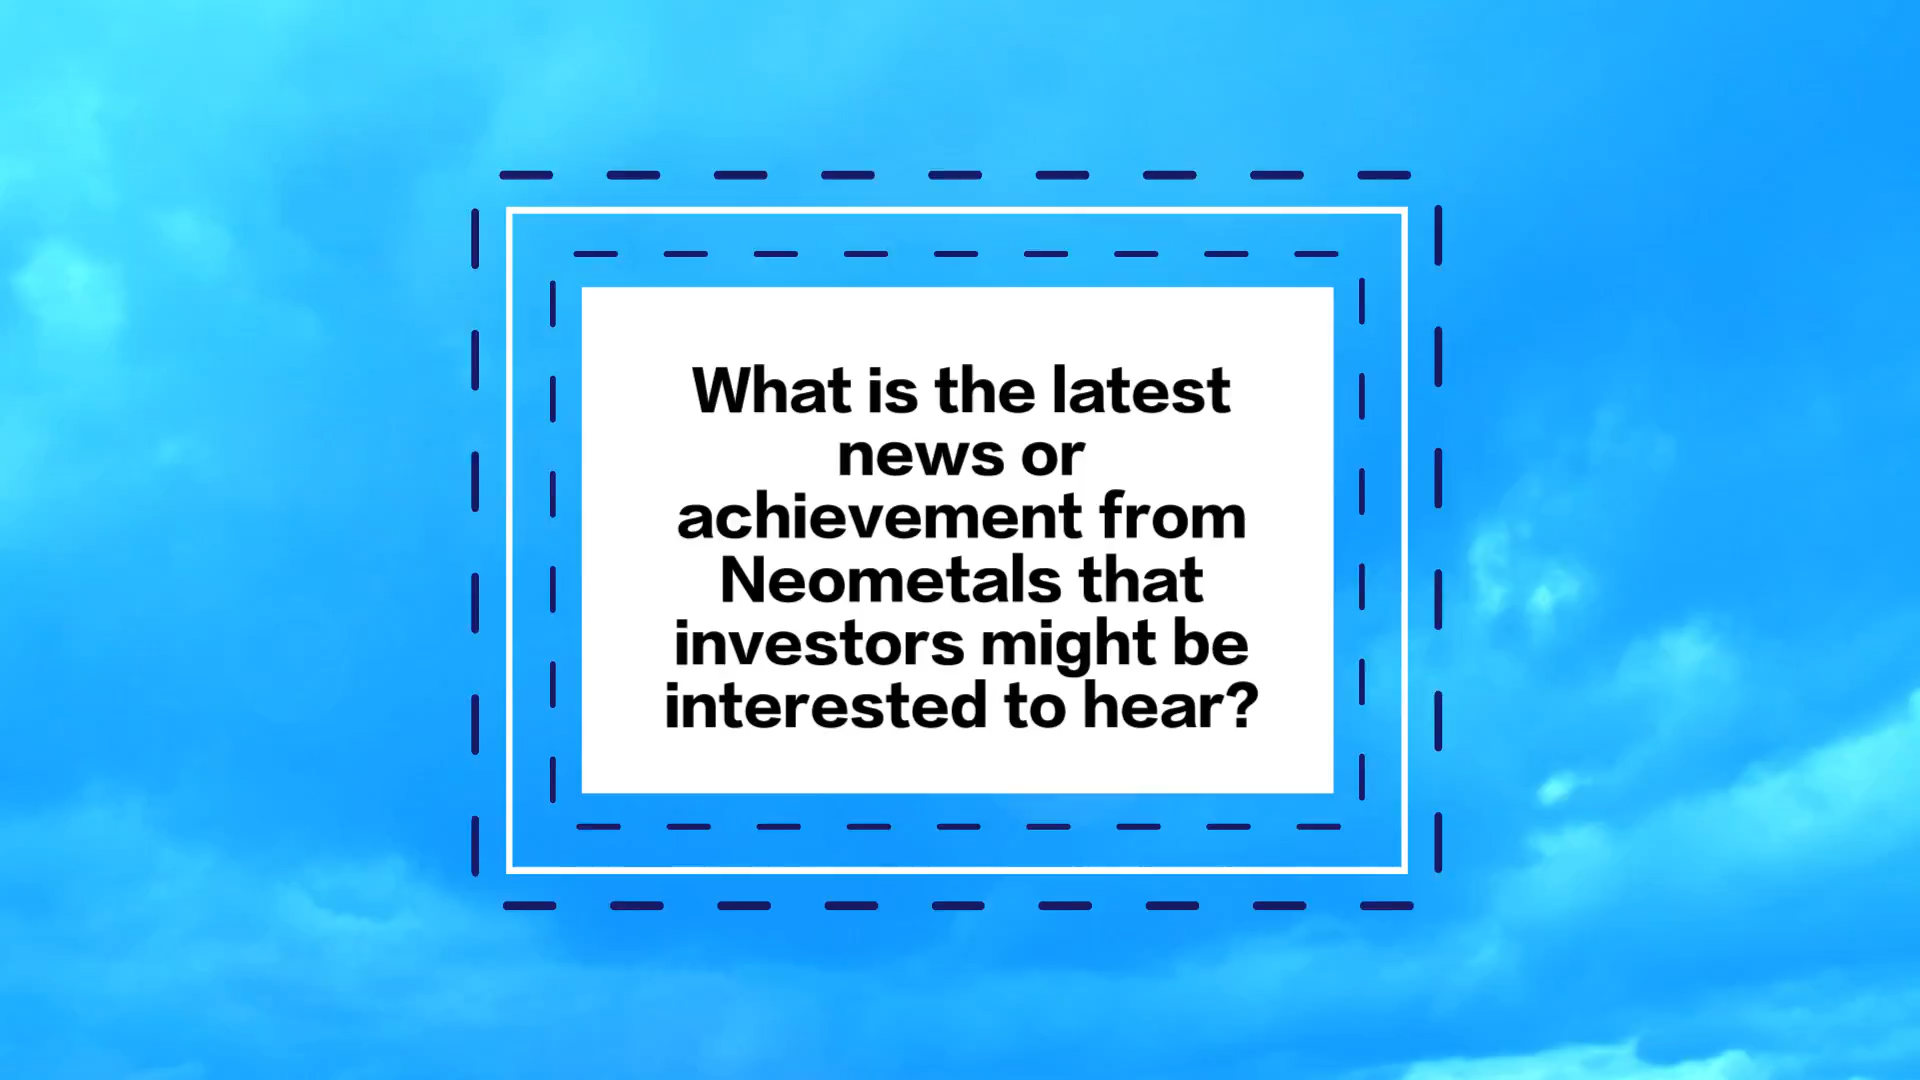 What is the latest
news or
achievement from
Neometals that
investors might be
interested to hear?